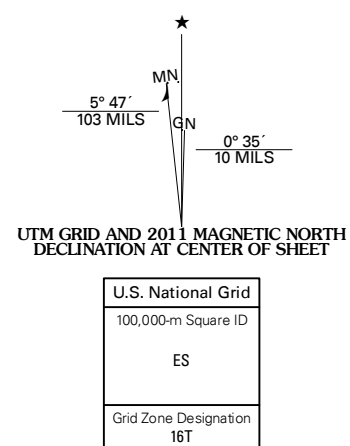 MN.
5° 47´
103 MILS
GN
0° 35´
10 MILS
UTM GRID AND 2011 MAGNETIC NORTH
DECLINATION AT CENTER OF SHEET
U.S. National Grid
100,000-m Square ID
ES
Grid Zone Designation
16T